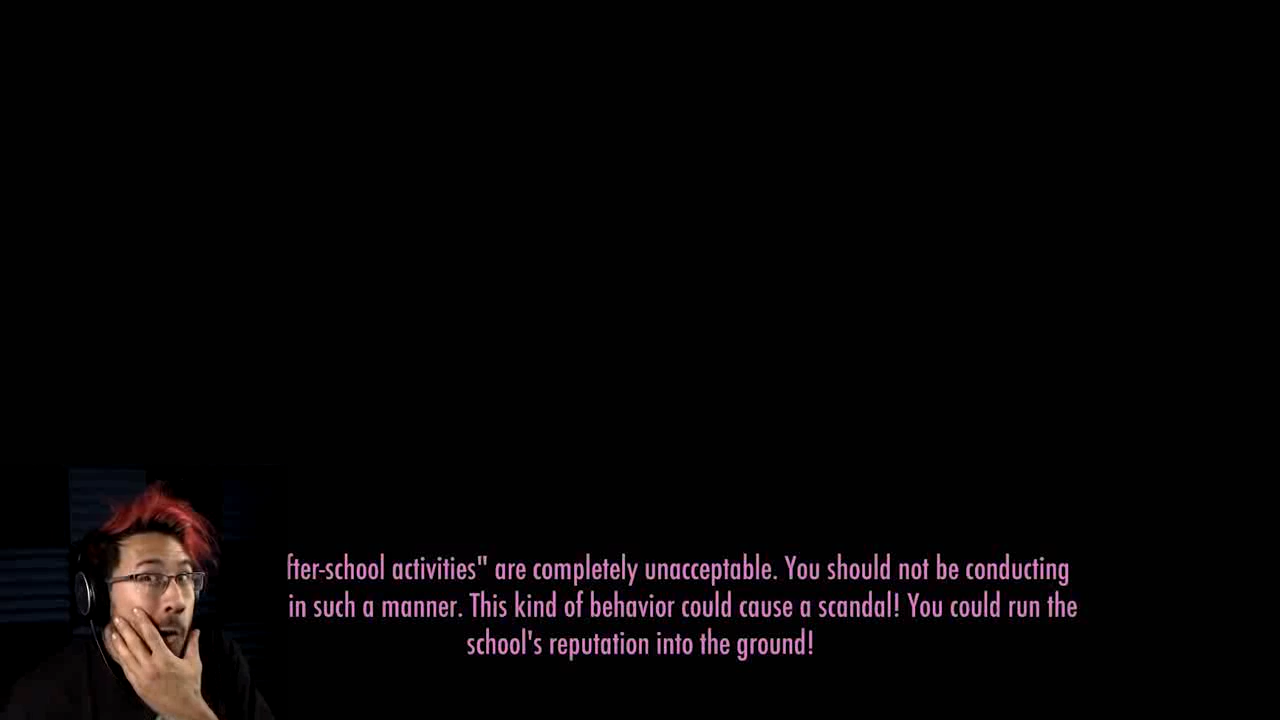 fter-school activities" are completely unacceptable. You should not be conducting
in such a manner. This kind of behavior could cause a scandal! You could run the
school's reputation into the ground!